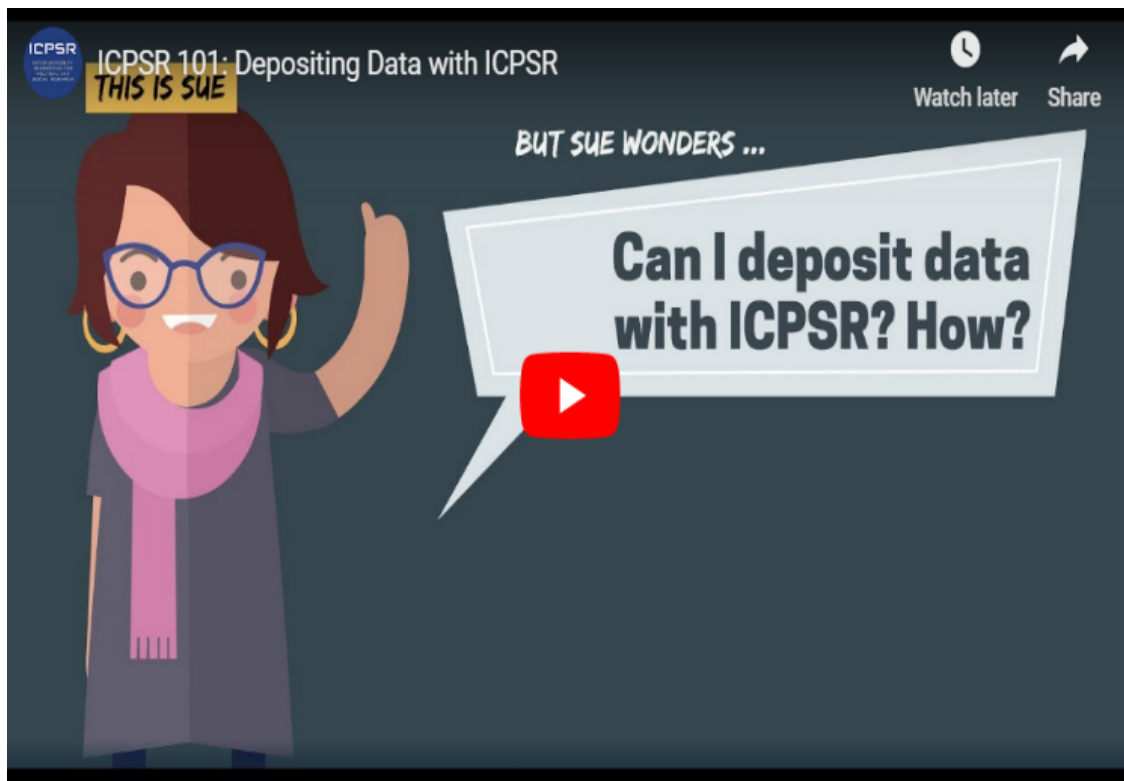 ICPSR
ICPSR 101: Depositing Data with ICPSR
Watch later
Share
THIS IS SUE
BUT SUE WONDERS ...
Can I deposit data
with ICPSR? How?